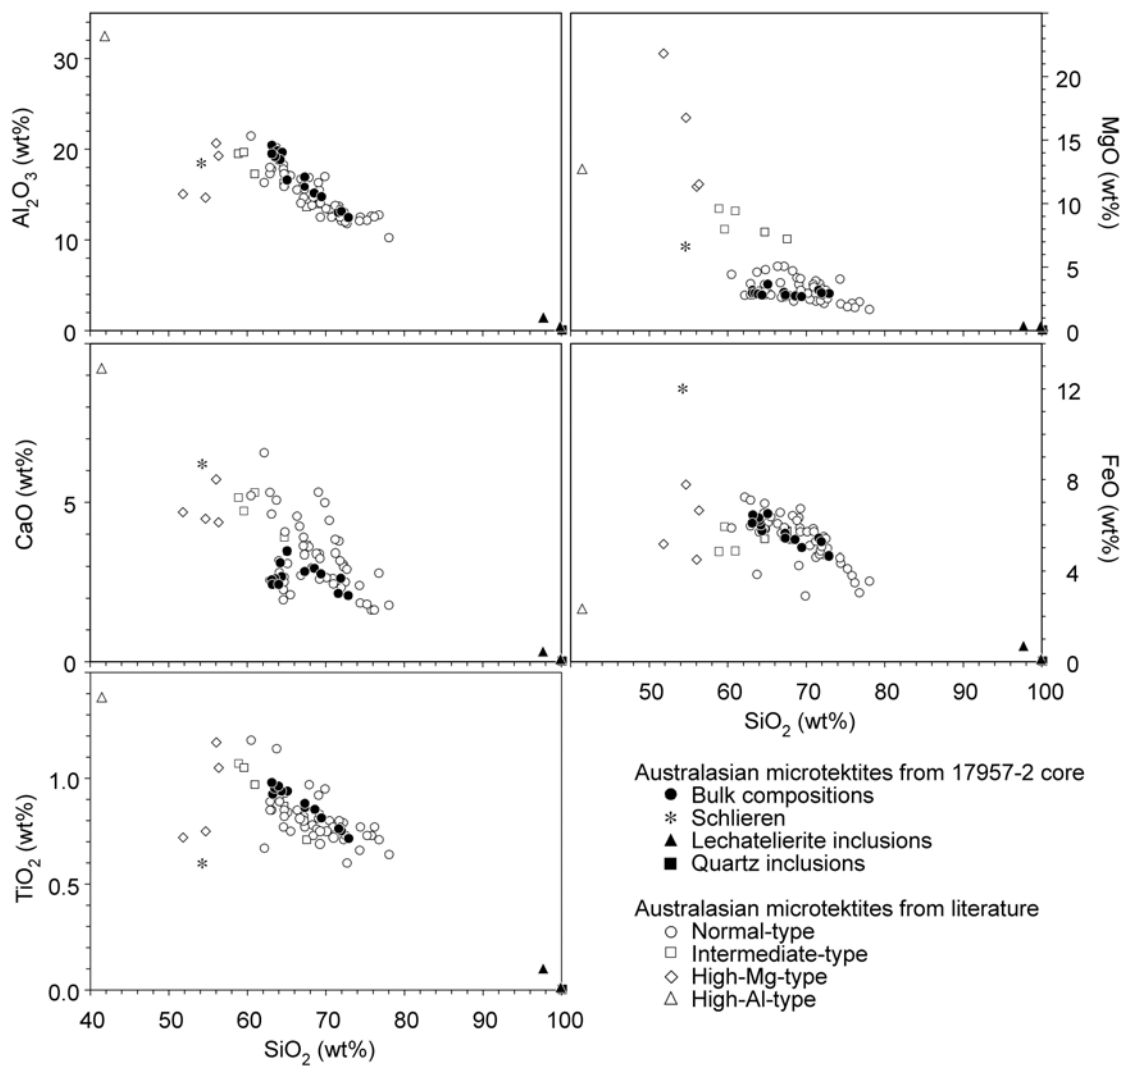 30
20
10
0
Al2O3 (wt%)
20
15
10
5
0
MgO (wt%)
5
0
CaO (wt%)
12
8
4
0
FeO (wt%)
50 60 70 80 90 100
SiO2 (wt%)
1.0
0.5
0.0
TiO2 (wt%)
40 50 60 70 80 90 100
SiO2 (wt%)
Australasian microtektites from 17957-2 core
Bulk compositions
Schlieren
Lechatelierite inclusions
Quartz inclusions
Australasian microtektites from literature
Normal-type
Intermediate-type
High-Mg-type
High-Al-type